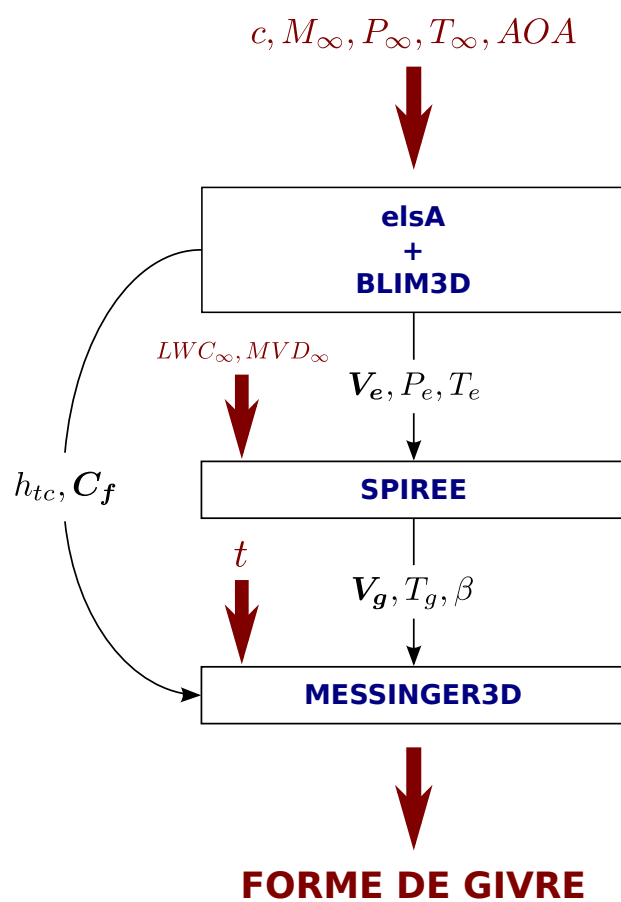 c, M∞, P∞, T∞, AOA
elsA
+
BLIM3D
LWC∞, MVD∞
Ve, Pe, Te
htc, Cf
SPIREE
t
Vg, Tg, β
MESSINGER3D
FORME DE GIVRE